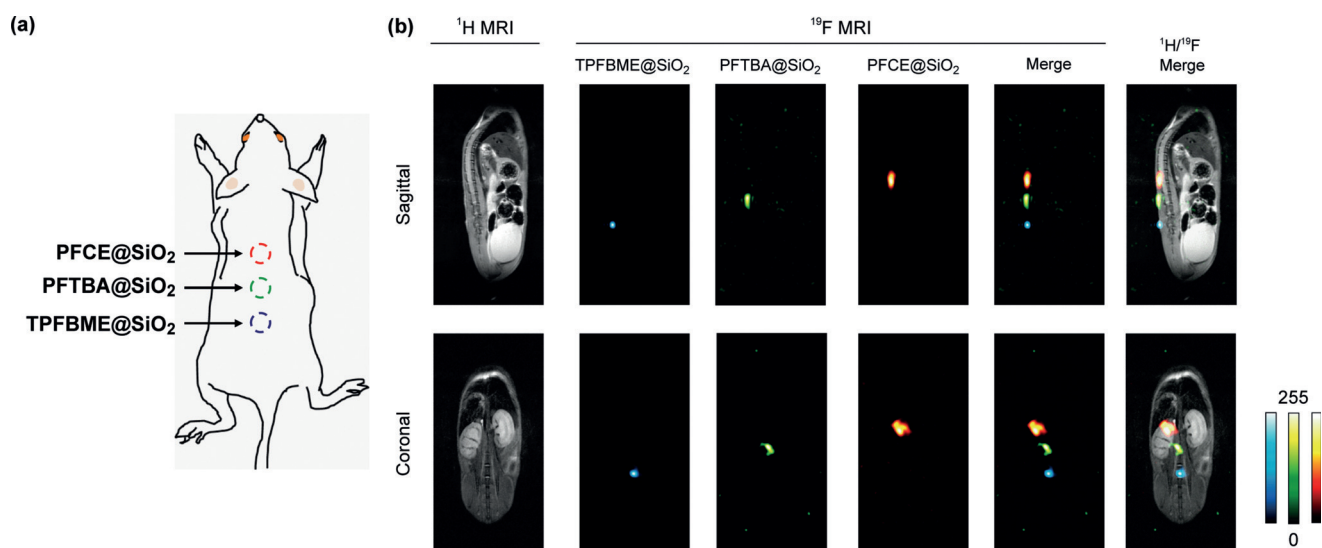 (a)
PFCE@SiO₂
PFTBA@SiO₂
TPFBME@SiO₂
(b)
¹H MRI
¹⁹F MRI
TPFBME@SiO₂
PFTBA@SiO₂
PFCE@SiO₂
Merge
¹H/¹⁹F
Merge
Sagittal
Coronal
255
0